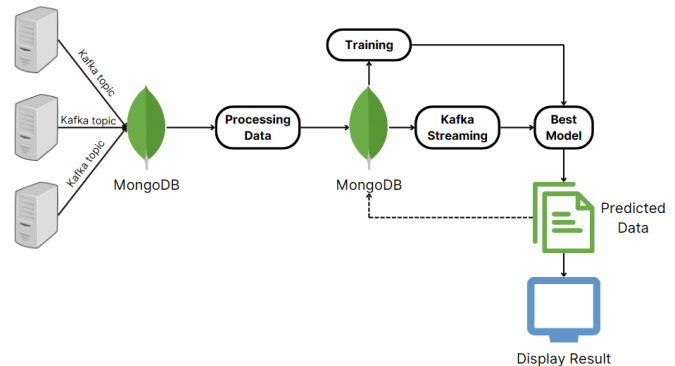 Kafka topic
Kafka topic
Kafka topic
MongoDB
Processing
Data
Training
MongoDB
Kafka
Streaming
Best
Model
Predicted
Data
Display Result